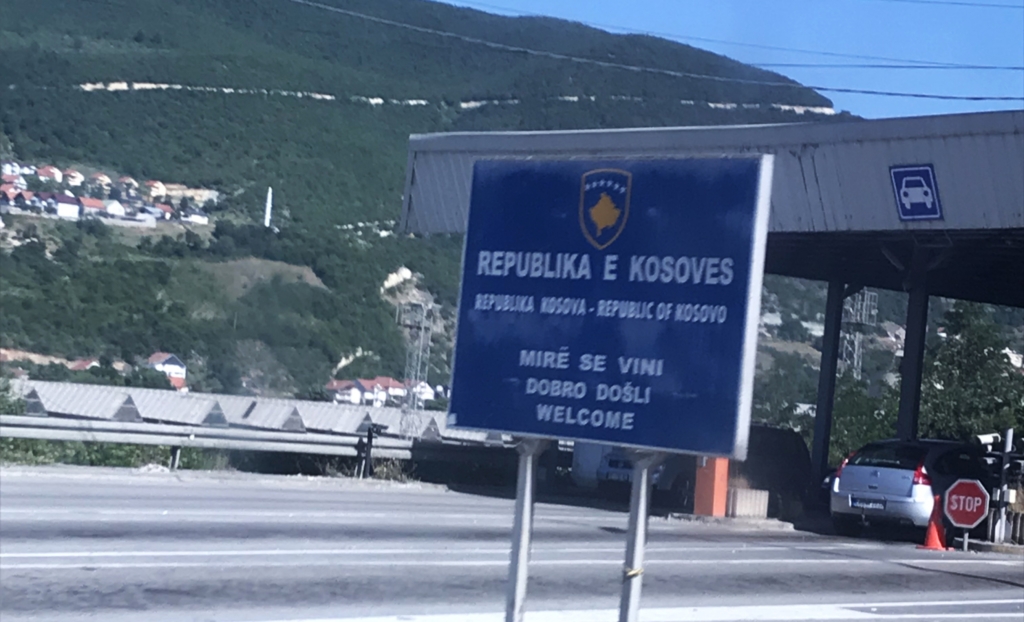 REPUBLIKA E KOSOVES
REPUBLIKA KOSOVA - REPUBLIC OF KOSOVO
MIRË SE VINI
DOBRO DOŠLI
WELCOME
STOP